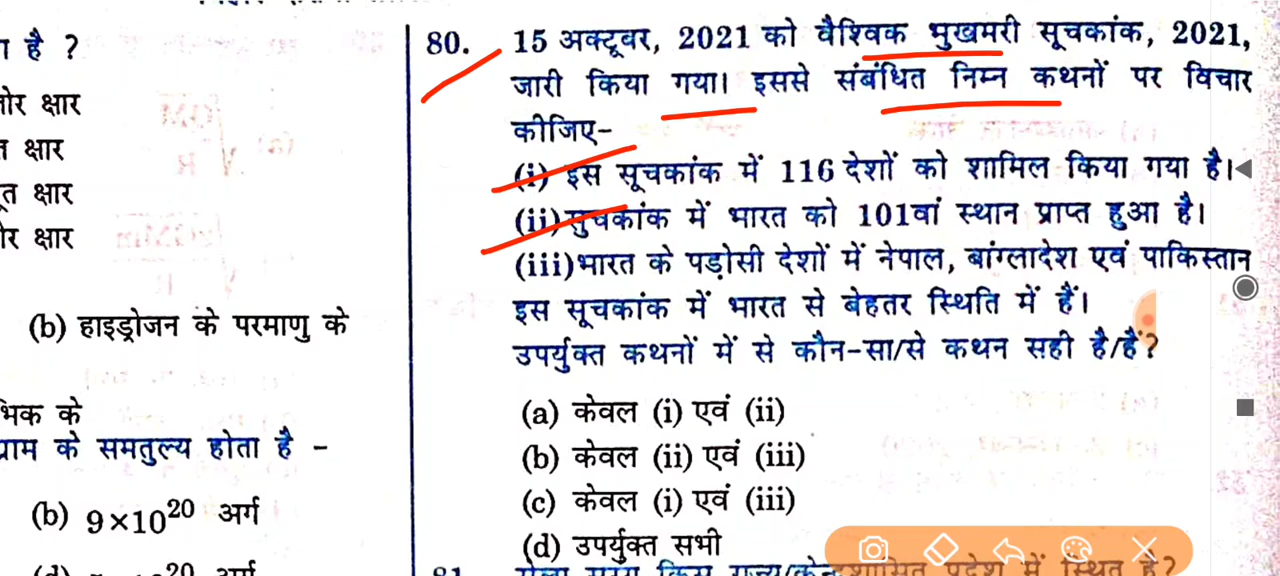 है ?
क्षार
क्षार
क्षार
क्षार
(b) हाइड्रोजन के परमाणु के
के
के समतुल्य होता है -
(b) 9×10²⁰ अर्ग
80. 15 अक्टूबर, 2021 को वैश्विक भुखमरी सूचकांक, 2021,
जारी किया गया। इससे संबंधित निम्न कथनों पर विचार
कीजिए-
(i) इस सूचकांक में 116 देशों को शामिल किया गया है।
(ii) सुचकांक में भारत को 101वां स्थान प्राप्त हुआ है।
(iii) भारत के पड़ोसी देशों में नेपाल, बांग्लादेश एवं पाकिस्तान
इस सूचकांक में भारत से बेहतर स्थिति में हैं।
उपर्युक्त कथनों में से कौन-सा/से कथन सही है/हैं?
(a) केवल (i) एवं (ii)
(b) केवल (ii) एवं (iii)
(c) केवल (i) एवं (iii)
(d) उपर्युक्त सभी
में स्थित है?